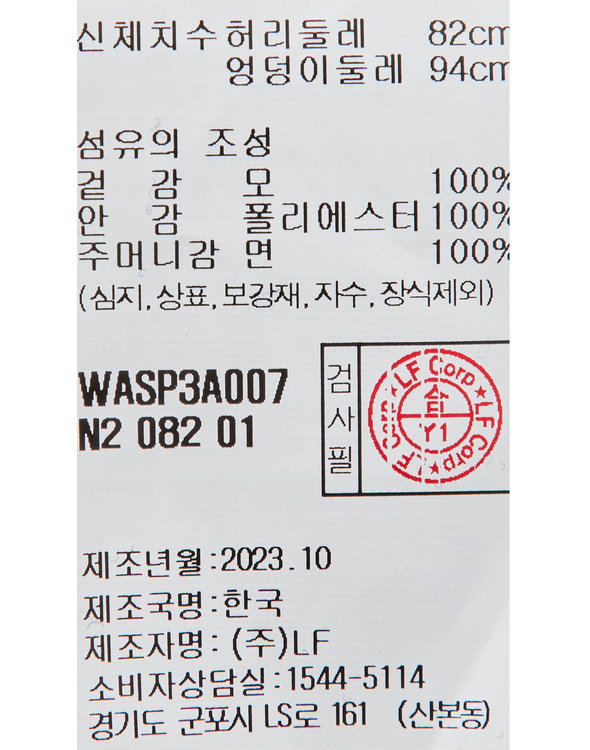 신체치수 허리둘레 82cm
엉덩이둘레 94cm
섬유의 조성
겉 감 모 100%
안 감 폴리에스터 100%
주머니감 면 100%
(심지, 상표, 보강재, 자수, 장식제외)
WASP3A007
N2 082 01
검사필
LF Corp ★ LF Corp ★ LF Corp ★
합
Y1
제조년월:2023.10
제조국명:한국
제조자명: (주)LF
소비자상담실:1544-5114
경기도 군포시 LS로 161 (산본동)